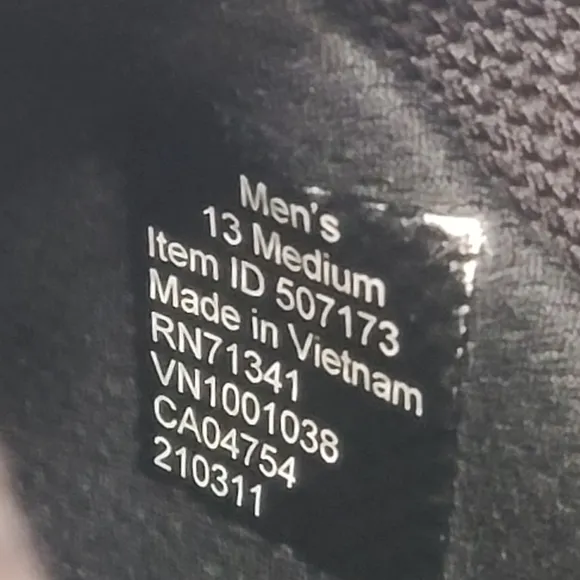 Men's
13 Medium
Item ID 507173
Made in Vietnam
RN71341
VN1001038
CA04754
210311